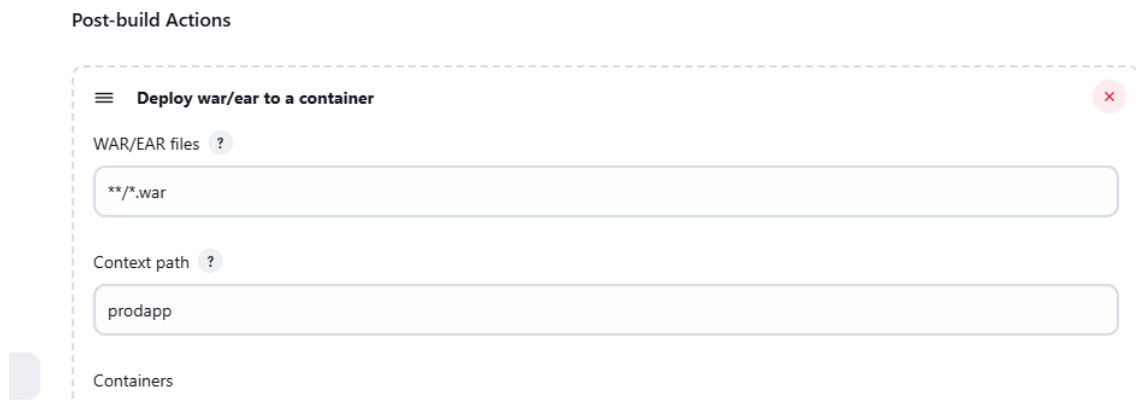 Post-build Actions
Deploy war/ear to a container
WAR/EAR files ?
**/*.war
Context path ?
prodapp
Containers